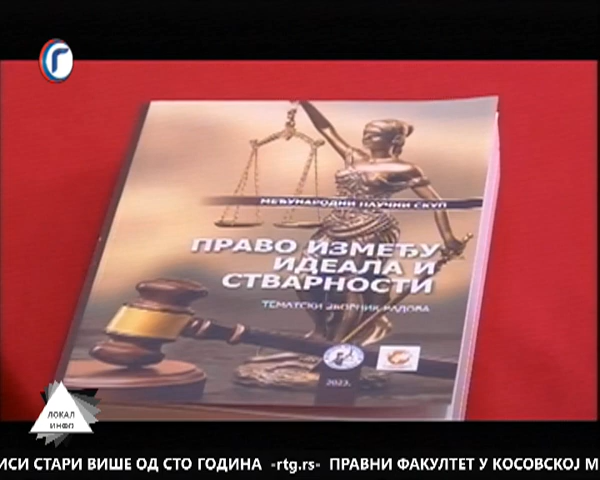 МЕЂУНАРОДНИ НАУЧНИ СКУП
ПРАВО ИЗМЕЂУ
ИДЕАЛА И
СТВАРНОСТИ
ТЕМАТСКИ ЗБОРНИК РАДОВА
2023.
ЛОКАЛ
ИНФО
ИСИ СТАРИ ВИШЕ ОД СТО ГОДИНА -rtg.rs- ПРАВНИ ФАКУЛТЕТ У КОСОВСКОЈ М